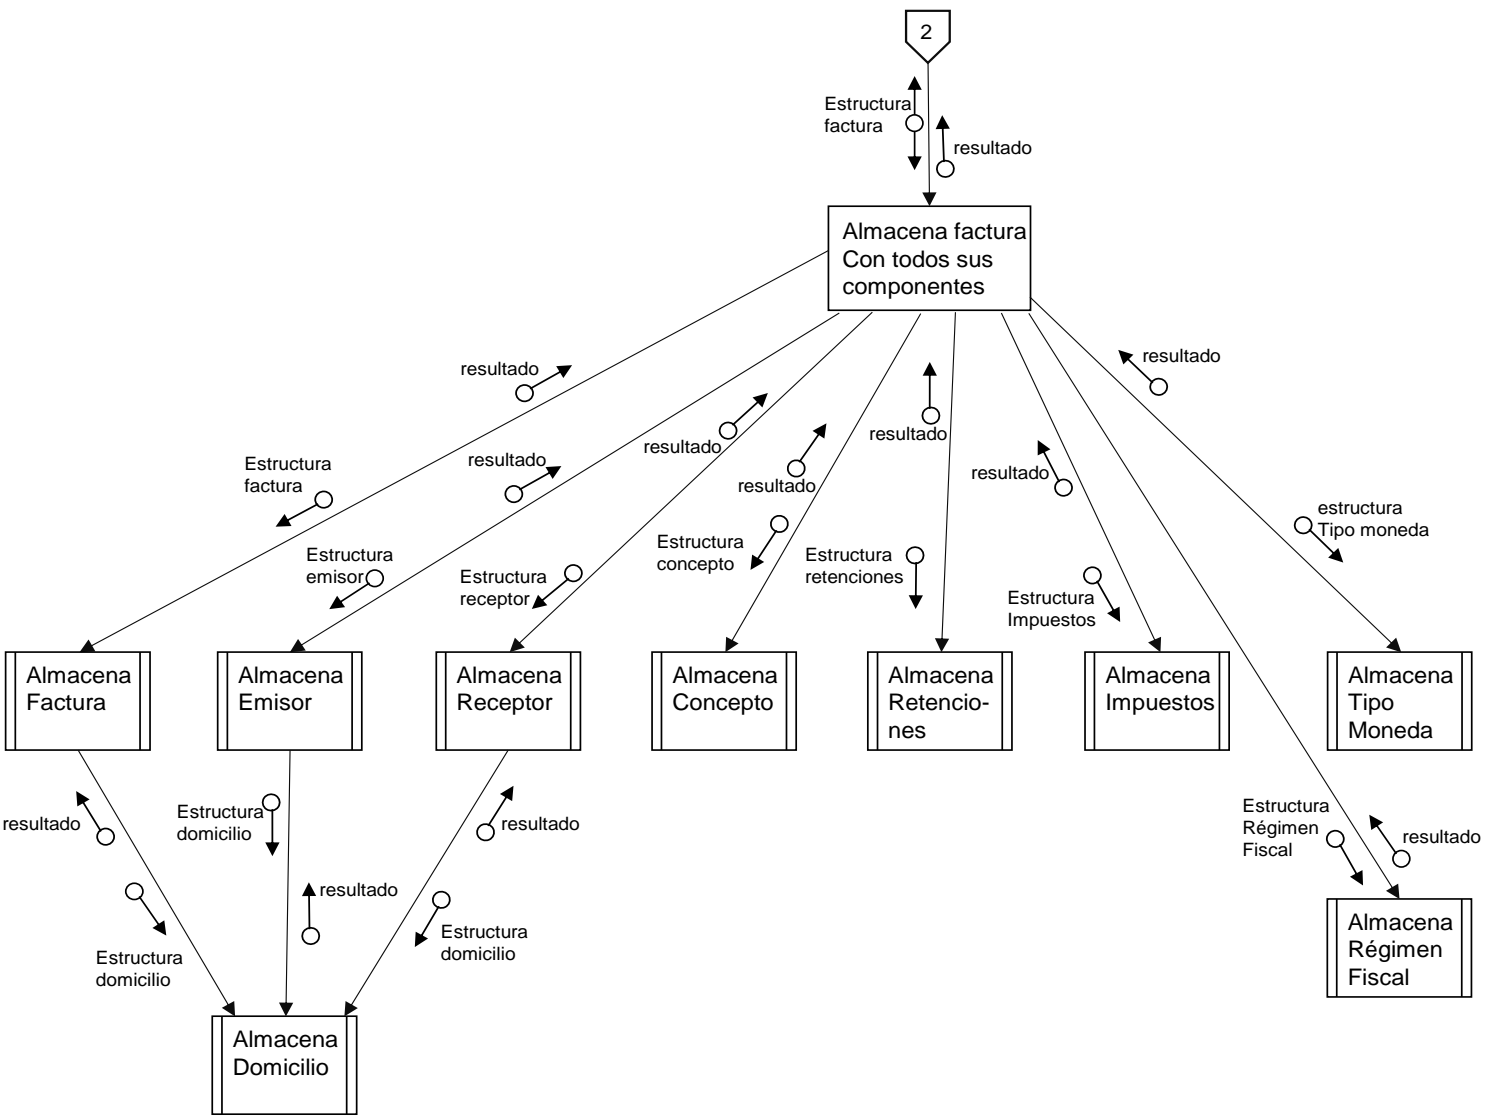 2
Estructura
factura
resultado
Almacena factura
Con todos sus
componentes
resultado
resultado
resultado
resultado
resultado
resultado
resultado
Estructura
factura
Estructura
emisor
Estructura
receptor
Estructura
concepto
Estructura
retenciones
Estructura
Impuestos
estructura
Tipo moneda
Almacena
Factura
Almacena
Emisor
Almacena
Receptor
Almacena
Concepto
Almacena
Retencio-
nes
Almacena
Impuestos
Almacena
Tipo
Moneda
resultado
Estructura
domicilio
resultado
Estructura
Régimen
Fiscal
resultado
resultado
Estructura
domicilio
Estructura
domicilio
Almacena
Régimen
Fiscal
Almacena
Domicilio